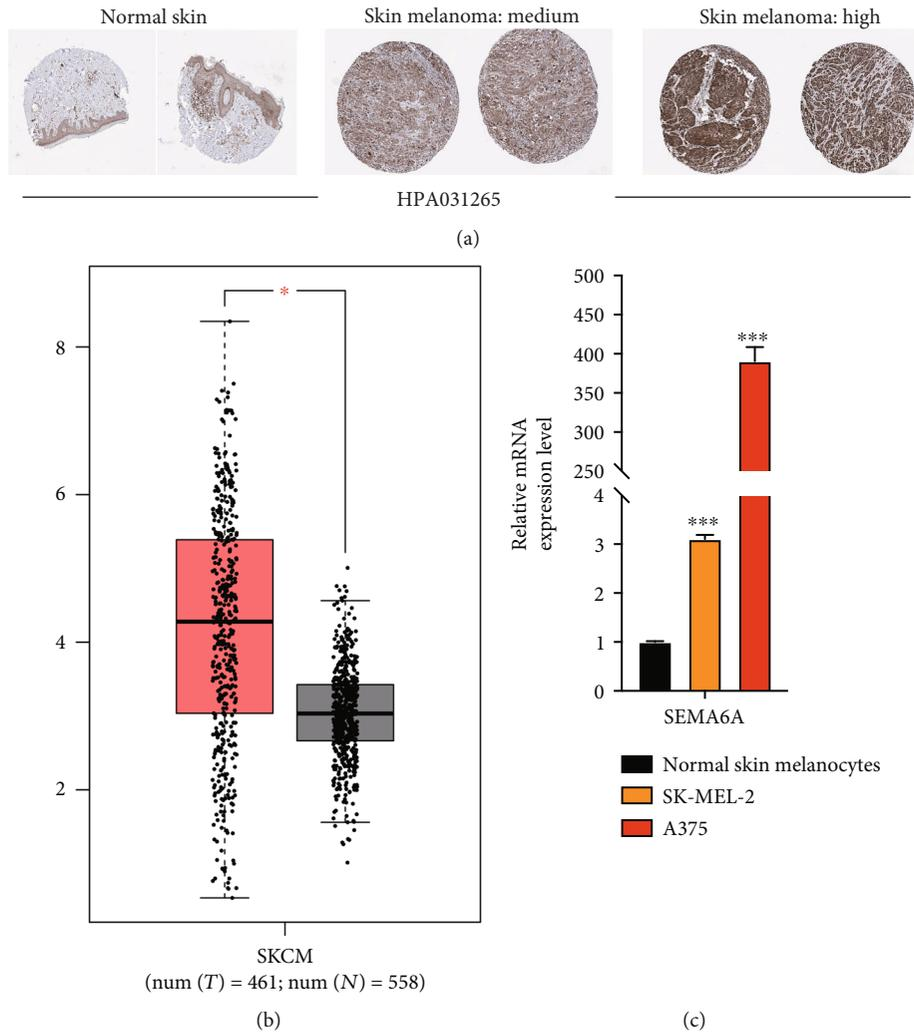 Normal skin
Skin melanoma: medium
Skin melanoma: high
HPA031265
(a)
8
6
4
2
*
SKCM
(num (T) = 461; num (N) = 558)
(b)
Relative mRNA
expression level
500
450
400
350
300
250
4
3
2
1
0
***
***
SEMA6A
Normal skin melanocytes
SK-MEL-2
A375
(c)